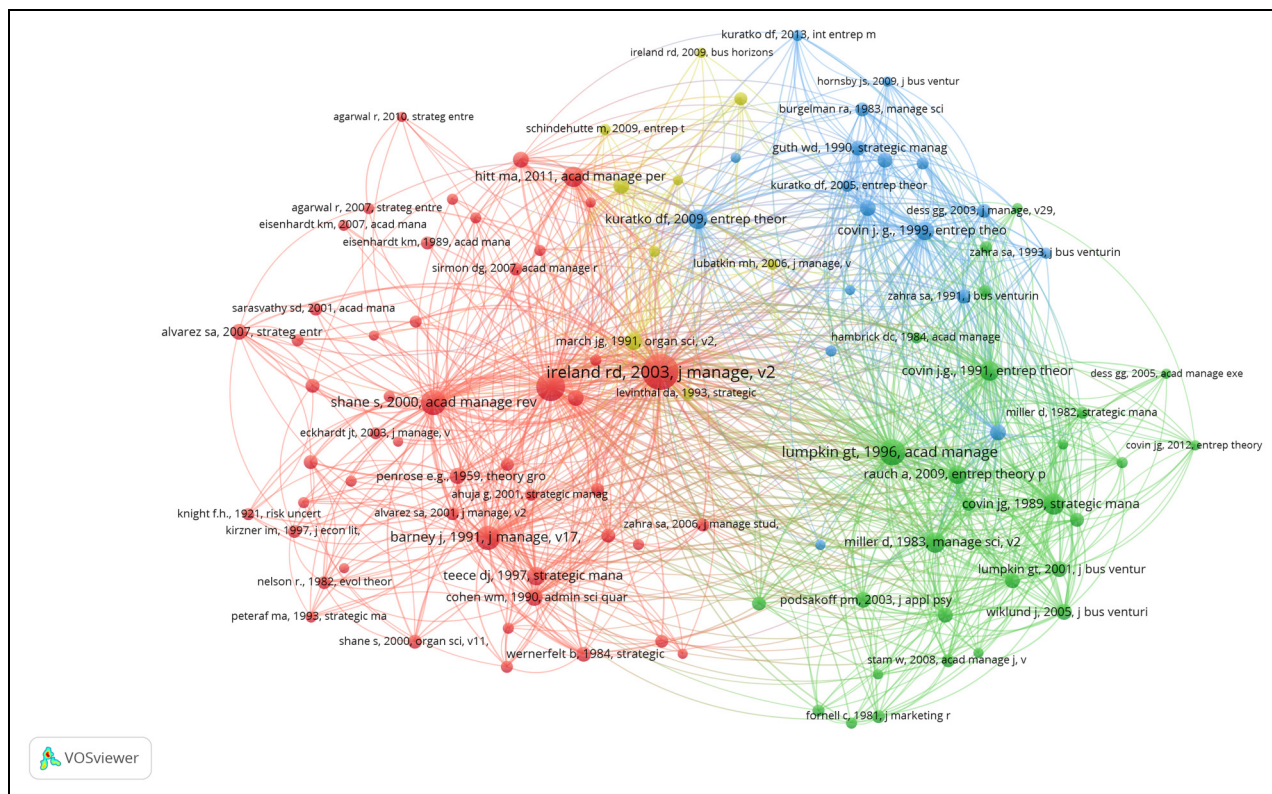 kuratko df, 2013, int entrep m
ireland rd, 2009, bus horizons
hornsby js, 2009, j bus ventur
burgelman ra, 1983, manage sci
agarwal r, 2010, strateg entre
schindehutte m, 2009, entrep t
guth wd, 1990, strategic manag
hitt ma, 2011, acad manage per
kuratko df, 2005, entrep theor
agarwal r, 2007, strateg entre
dess gg, 2003, j manage, v29,
kuratko df, 2009, entrep theor
eisenhardt km, 2007, acad mana
covin j. g., 1999, entrep theo
eisenhardt km, 1989, acad mana
zahra sa, 1993, j bus venturin
lubatkin mh, 2006, j manage, v
sirmon dg, 2007, acad manage r
zahra sa, 1991, j bus venturin
sarasvathy sd, 2001, acad mana
alvarez sa, 2007, strateg entr
hambrick dc, 1984, acad manage
march jg, 1991, organ sci, v2,
covin j.g., 1991, entrep theor
ireland rd, 2003, j manage, v2
dess gg, 2005, acad manage exe
levinthal da, 1993, strategic
shane s, 2000, acad manage rev
miller d, 1982, strategic mana
eckhardt jt, 2003, j manage, v
covin jg, 2012, entrep theory
lumpkin gt, 1996, acad manage
rauch a, 2009, entrep theory p
penrose e.g., 1959, theory gro
ahuja g, 2001, strategic manag
covin jg, 1989, strategic mana
knight f.h., 1921, risk uncert
alvarez sa, 2001, j manage, v2
zahra sa, 2006, j manage stud,
kirzner im, 1997, j econ lit,
barney j, 1991, j manage, v17,
miller d, 1983, manage sci, v2
lumpkin gt, 2001, j bus ventur
teece dj, 1997, strategic mana
nelson r., 1982, evol theor
cohen wm, 1990, admin sci quar
podsakoff pm, 2003, j appl psy
wiklund j, 2005, j bus venturi
peteraf ma, 1993, strategic ma
shane s, 2000, organ sci, v11,
wernerfelt b, 1984, strategic
stam w, 2008, acad manage j, v
fornell c, 1981, j marketing r
VOSviewer